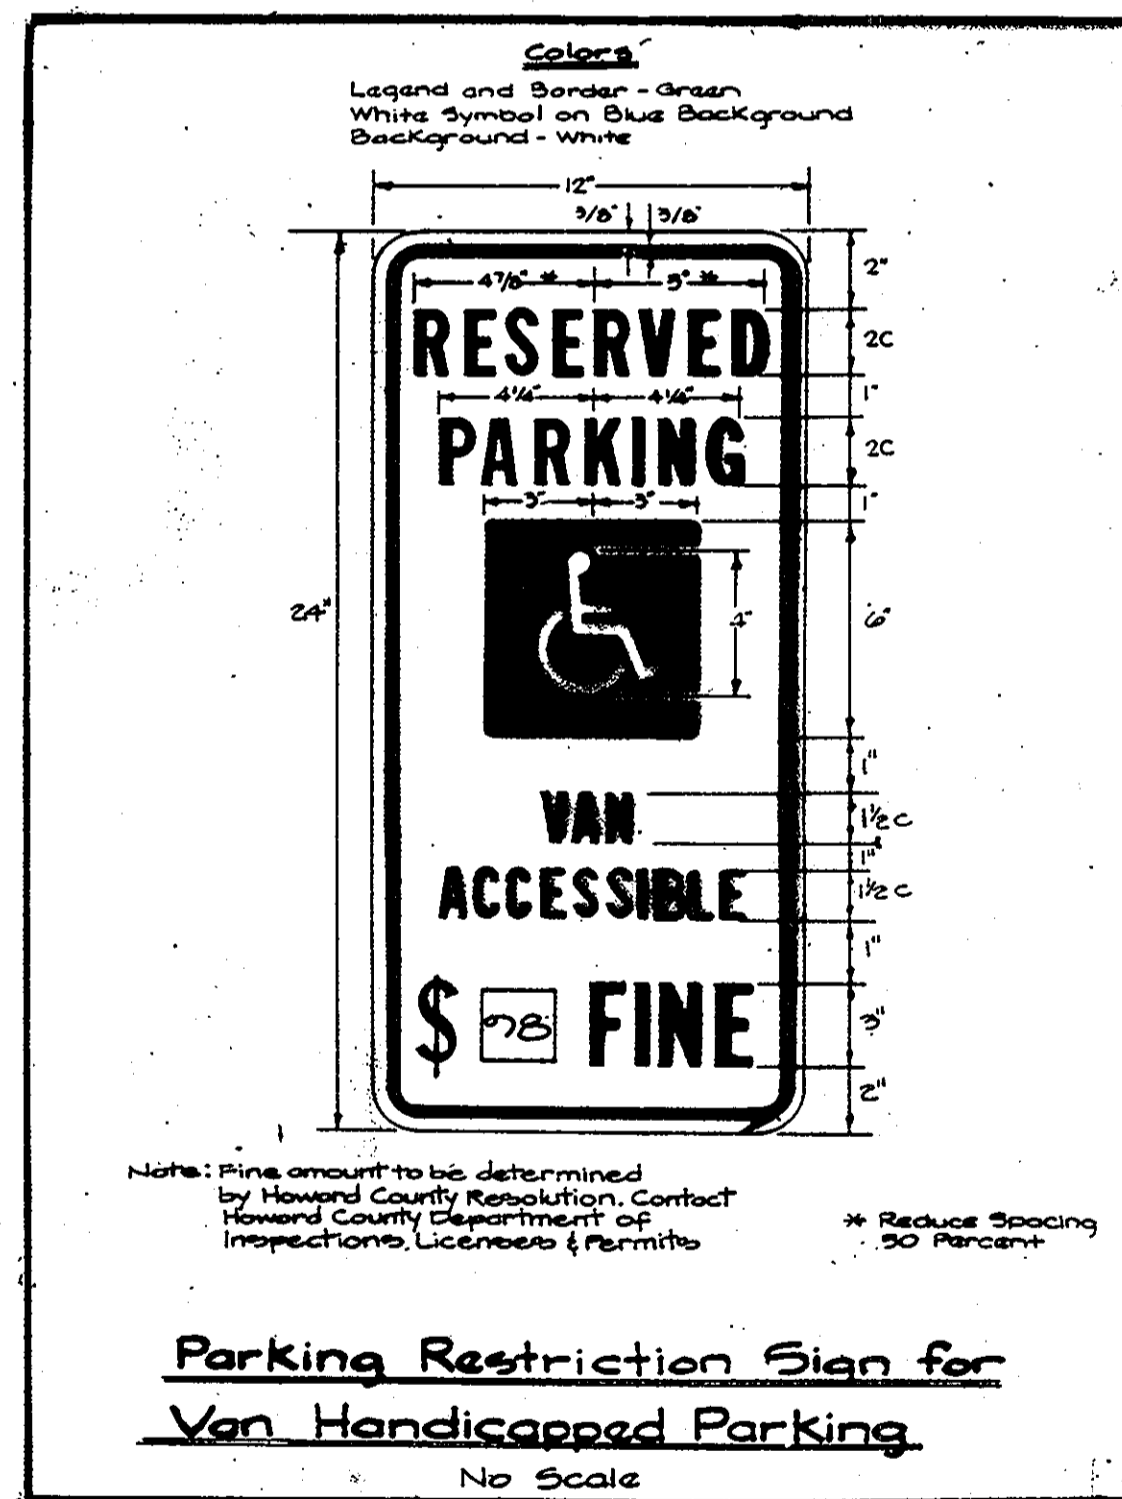 Colors
Legend and Border - Green
White Symbol on Blue Background
Background - White
12"
3/8" 3/8"
4 7/8" * 5" *
2"
RESERVED
2C
4 1/4" 4 1/4"
1"
PARKING
2C
3" 3"
1"
24"
4"
6"
1"
VAN
1 1/2 C
1"
ACCESSIBLE
1 1/2 C
1"
$ FINE
3"
2"
Note: Fine amount to be determined
by Howard County Resolution. Contact
Howard County Department of
Inspections, Licenses & Permits
* Reduce Spacing
50 Percent
Parking Restriction Sign for
Van Handicapped Parking
No Scale